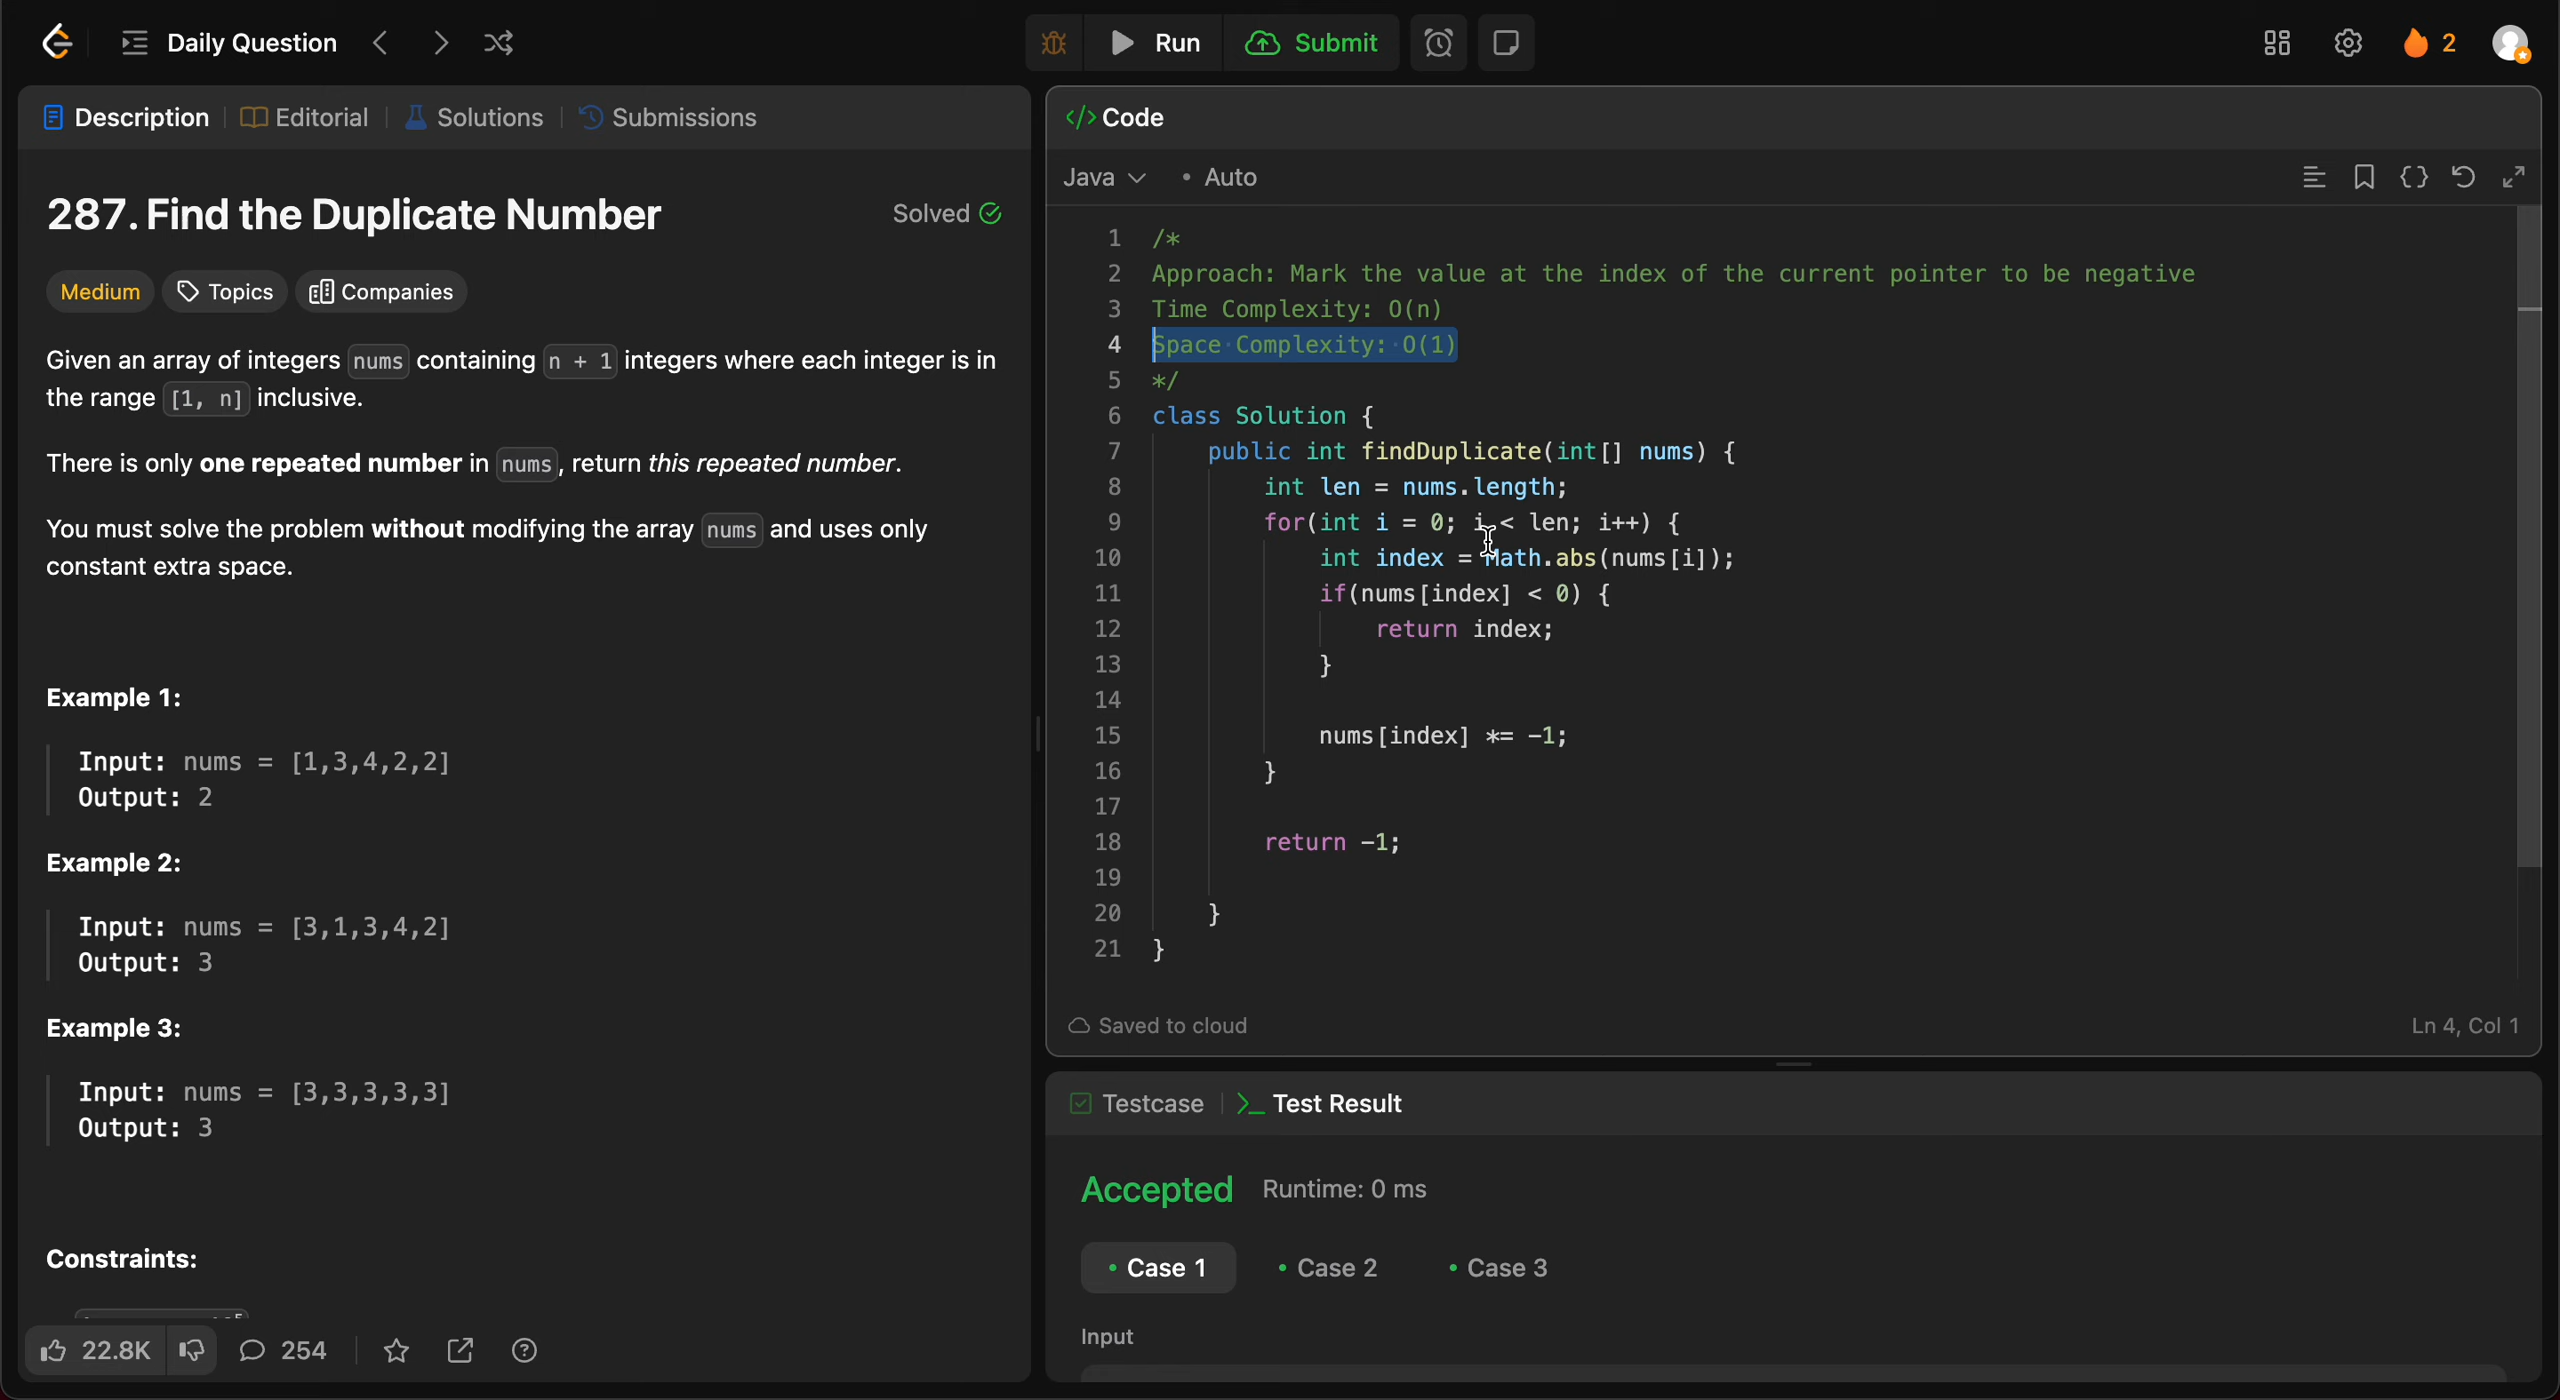 Daily Question
Run
Submit
2
Description
Editorial
Solutions
Submissions
287. Find the Duplicate Number
Solved
Medium
Topics
Companies
Given an array of integers nums containing n + 1 integers where each integer is in
the range [1, n] inclusive.
There is only one repeated number in nums, return this repeated number.
You must solve the problem without modifying the array nums and uses only
constant extra space.
Example 1:
Input: nums = [1,3,4,2,2]
Output: 2
Example 2:
Input: nums = [3,1,3,4,2]
Output: 3
Example 3:
Input: nums = [3,3,3,3,3]
Output: 3
Constraints:
22.8K
254
</> Code
Java
• Auto
1 /*
2 Approach: Mark the value at the index of the current pointer to be negative
3 Time Complexity: O(n)
4 Space Complexity: O(1)
5 */
6 class Solution {
7 public int findDuplicate(int[] nums) {
8 int len = nums.length;
9 for(int i = 0; i < len; i++) {
10 int index = Math.abs(nums[i]);
11 if(nums[index] < 0) {
12 return index;
13 }
14
15 nums[index] *= -1;
16 }
17
18 return -1;
19
20 }
21 }
Saved to cloud
Ln 4, Col 1
Testcase
Test Result
Accepted
Runtime: 0 ms
• Case 1
• Case 2
• Case 3
Input